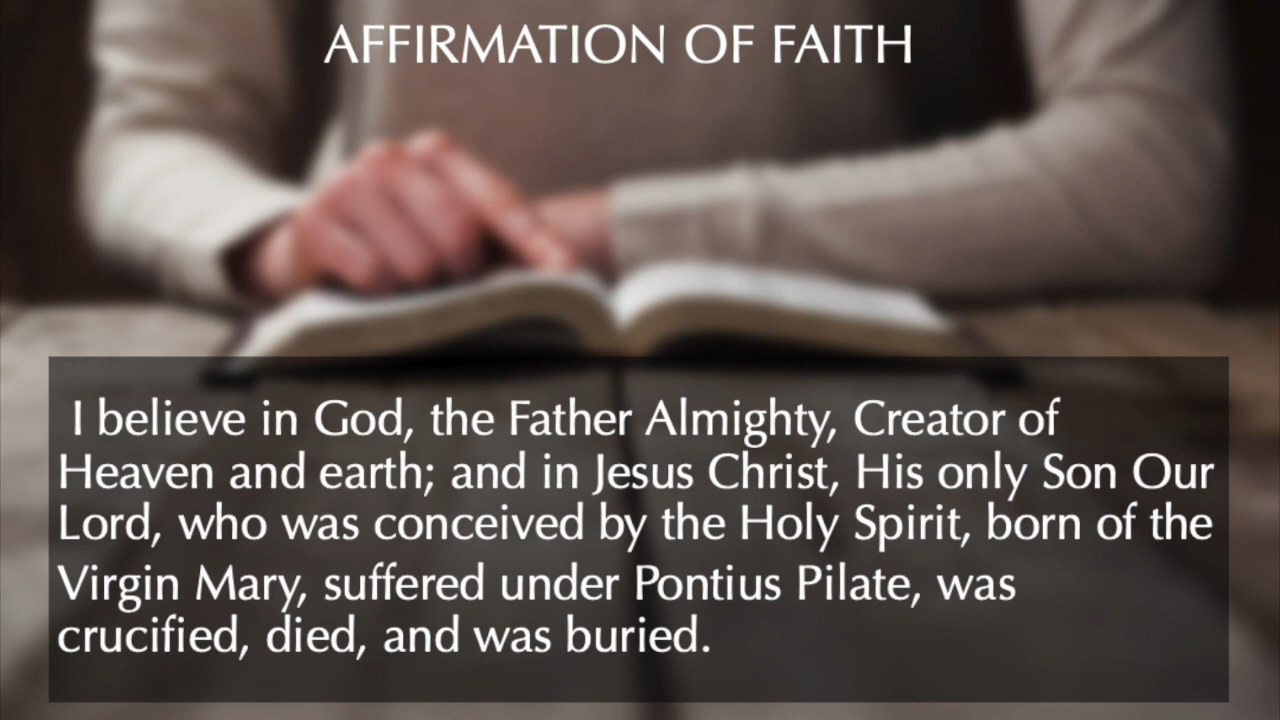 AFFIRMATION OF FAITH
I believe in God, the Father Almighty, Creator of
Heaven and earth; and in Jesus Christ, His only Son Our
Lord, who was conceived by the Holy Spirit, born of the
Virgin Mary, suffered under Pontius Pilate, was
crucified, died, and was buried.